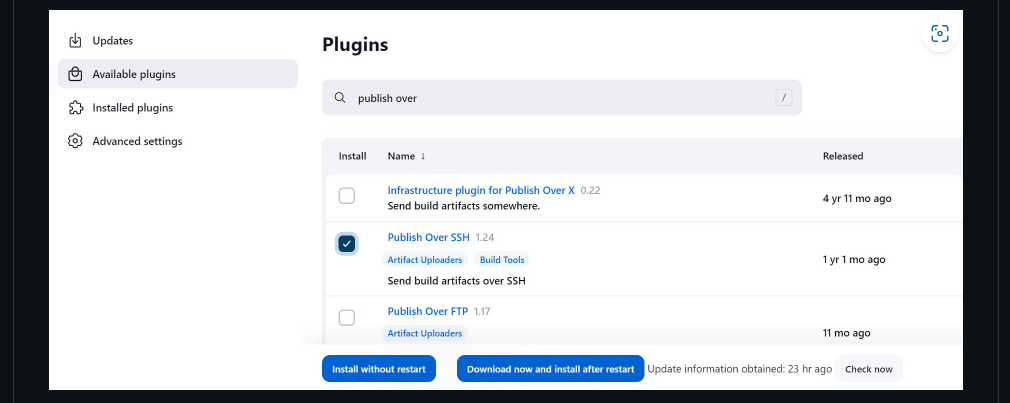 Updates
Available plugins
Installed plugins
Advanced settings
Plugins
publish over /
Install Name ↓ Released
Infrastructure plugin for Publish Over X 0.22
Send build artifacts somewhere.
4 yr 11 mo ago
Publish Over SSH 1.24
Artifact Uploaders Build Tools
Send build artifacts over SSH
1 yr 1 mo ago
Publish Over FTP 1.17
Artifact Uploaders
11 mo ago
Install without restart Download now and install after restart Update information obtained: 23 hr ago Check now